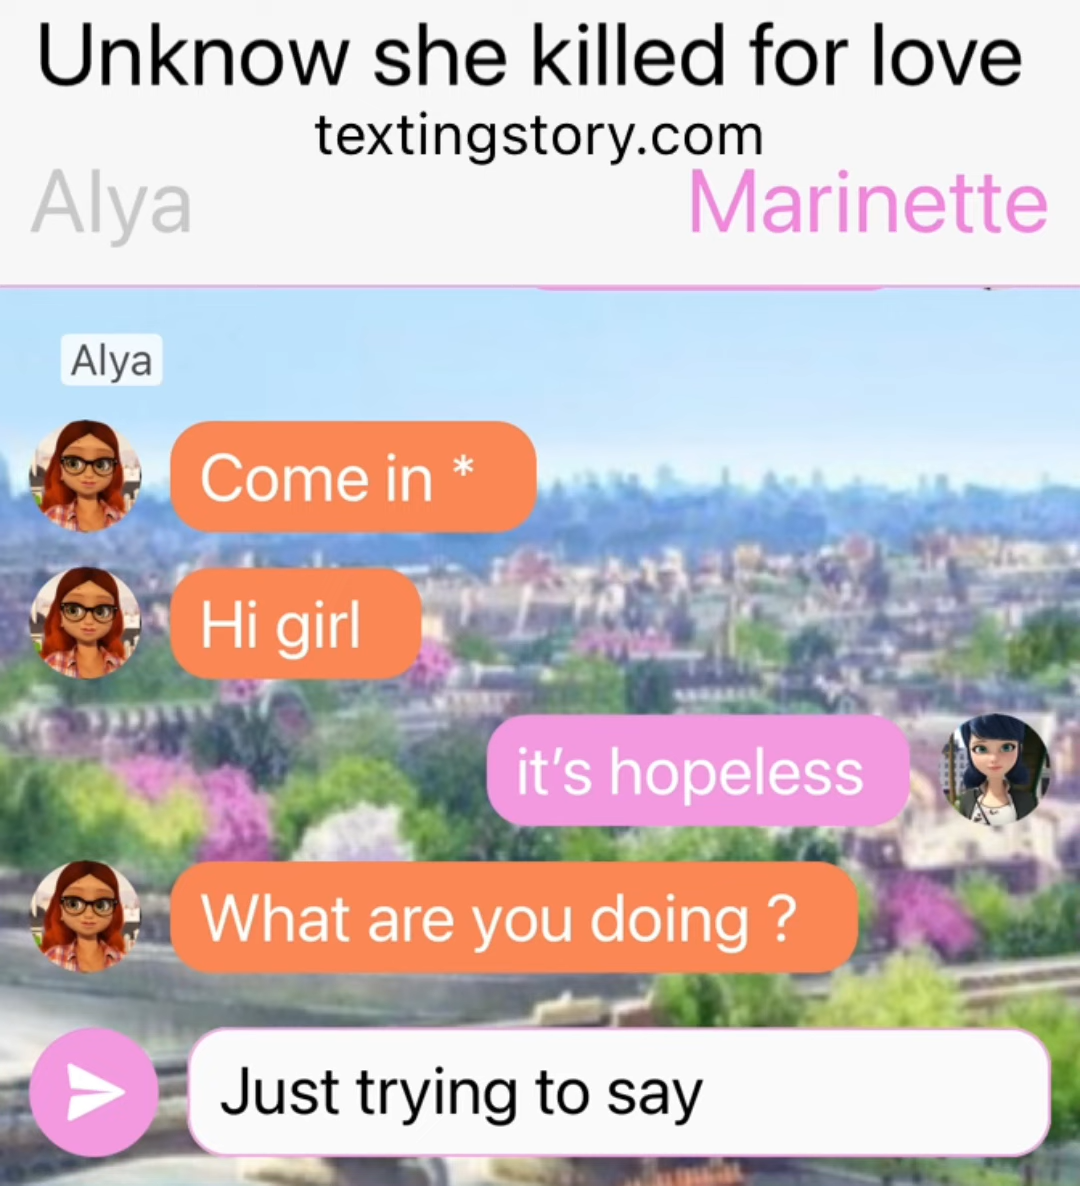 Unknow she killed for love
textingstory.com
Alya
Marinette
Alya
Come in *
Hi girl
it’s hopeless
What are you doing ?
Just trying to say